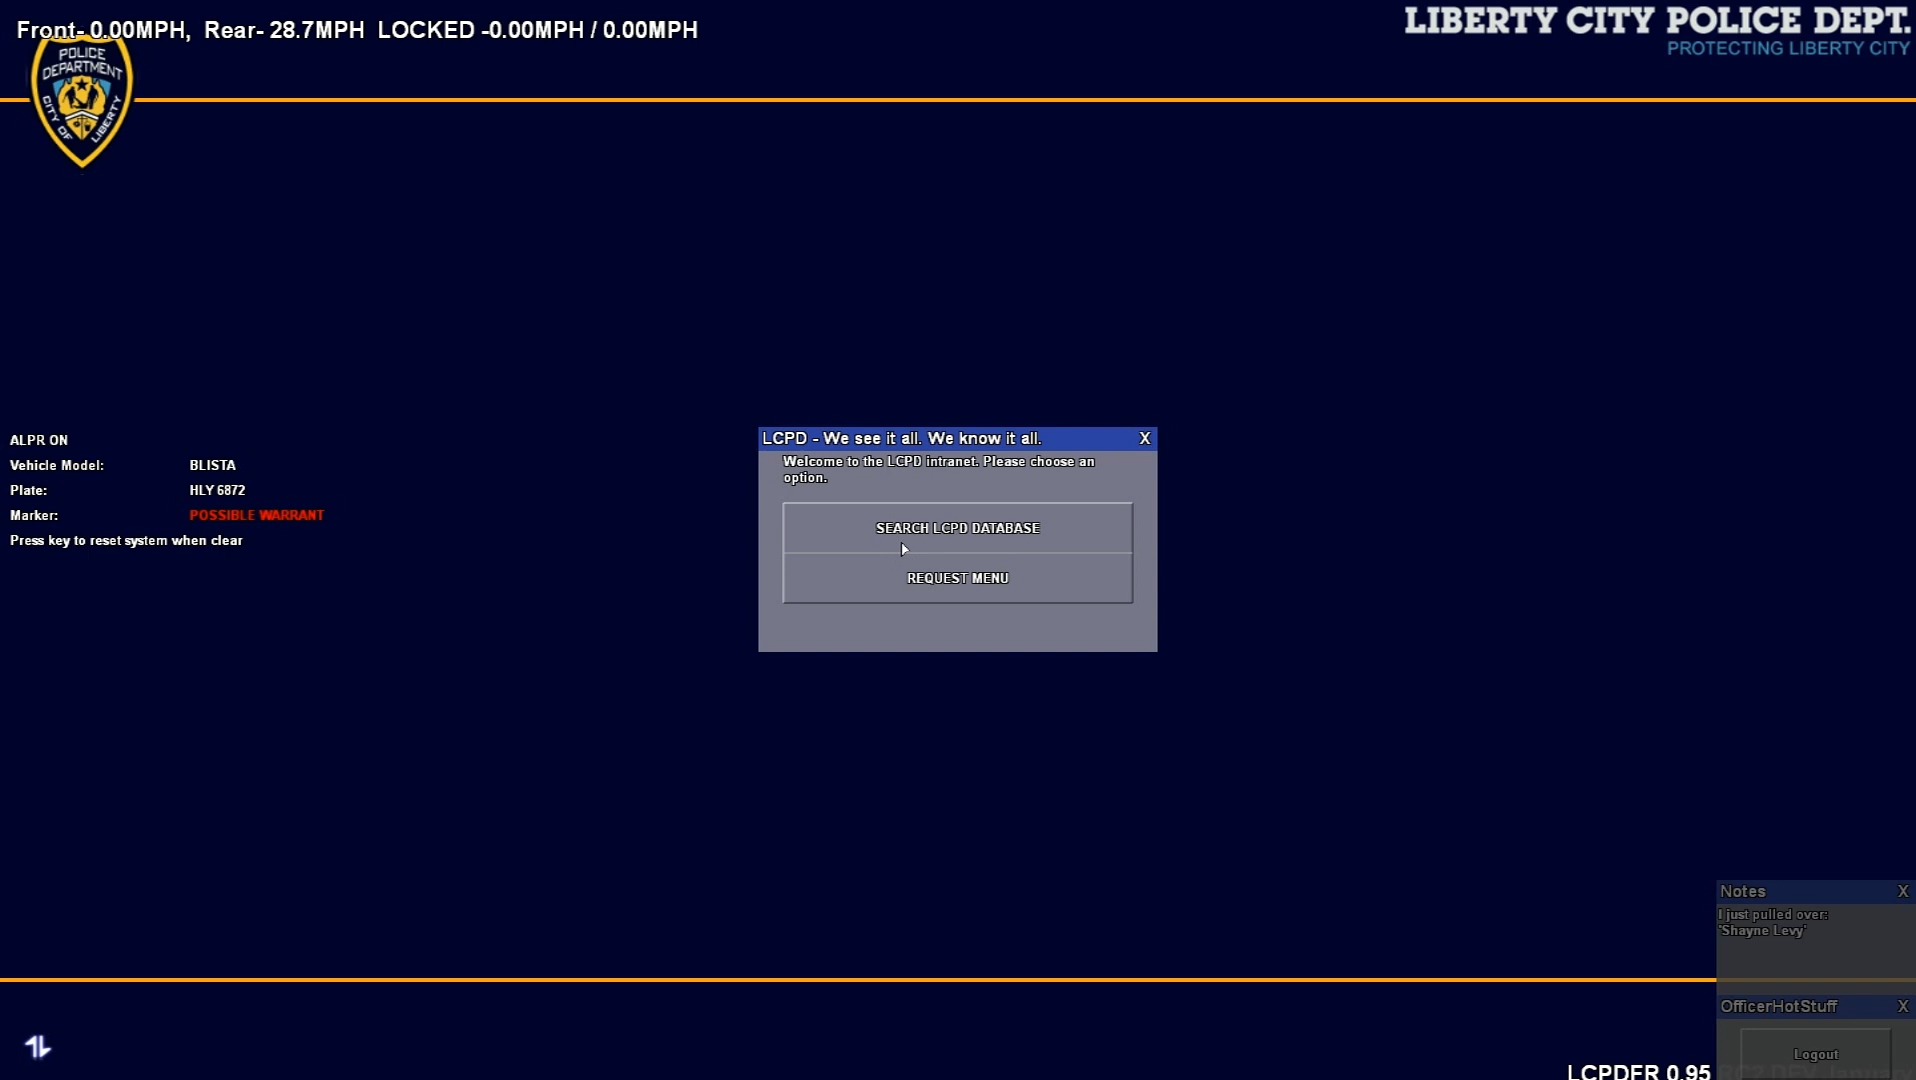 Front- 0.00MPH, Rear- 28.7MPH LOCKED -0.00MPH / 0.00MPH
LIBERTY CITY POLICE DEPT.
PROTECTING LIBERTY CITY
POLICE
DEPARTMENT
CITY OF LIBERTY
ALPR ON
Vehicle Model: BLISTA
Plate: HLY 6872
Marker: POSSIBLE WARRANT
Press key to reset system when clear
LCPD - We see it all. We know it all. X
Welcome to the LCPD intranet. Please choose an
option.
SEARCH LCPD DATABASE
REQUEST MENU
Notes X
I just pulled over:
'Shayne Levy'
OfficerHotStuff X
Logout
LCPDFR 0.95 RC2 DEV January